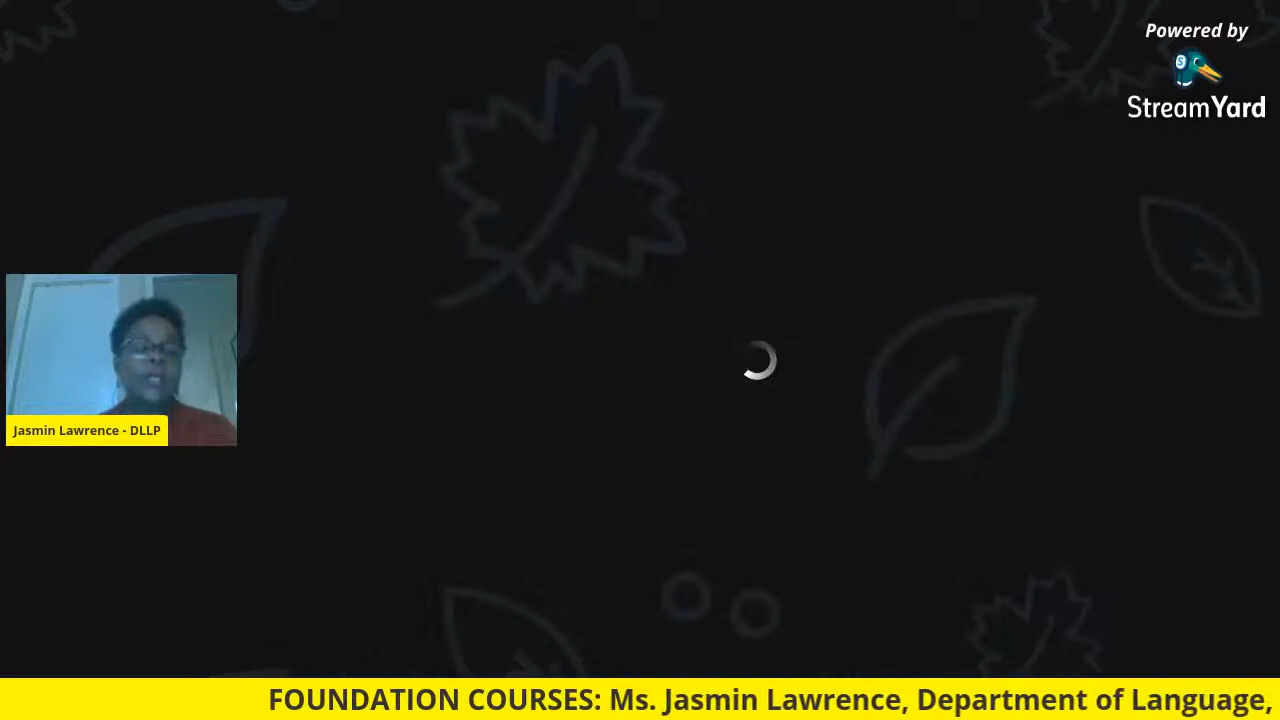 Powered by
StreamYard
Jasmin Lawrence - DLLP
FOUNDATION COURSES: Ms. Jasmin Lawrence, Department of Language,